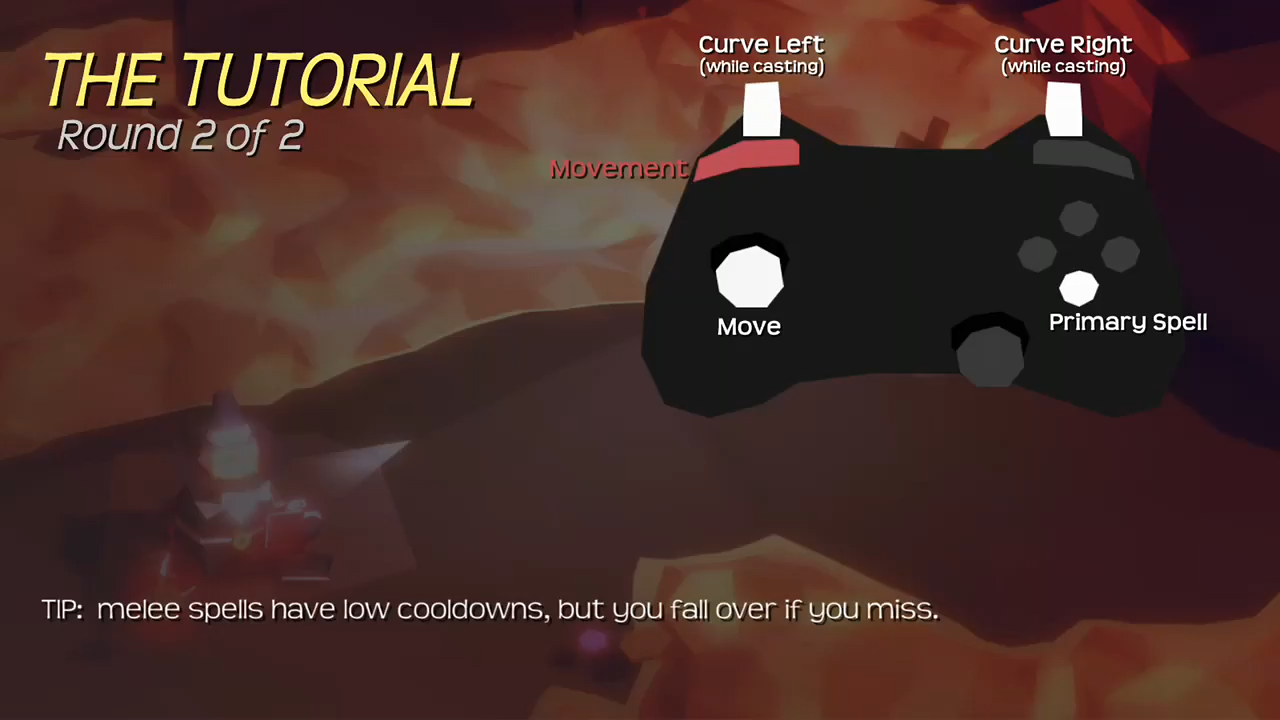 THE TUTORIAL
Round 2 of 2
Curve Left
(while casting)
Curve Right
(while casting)
Movement
Move
Primary Spell
TIP: melee spells have low cooldowns, but you fall over if you miss.